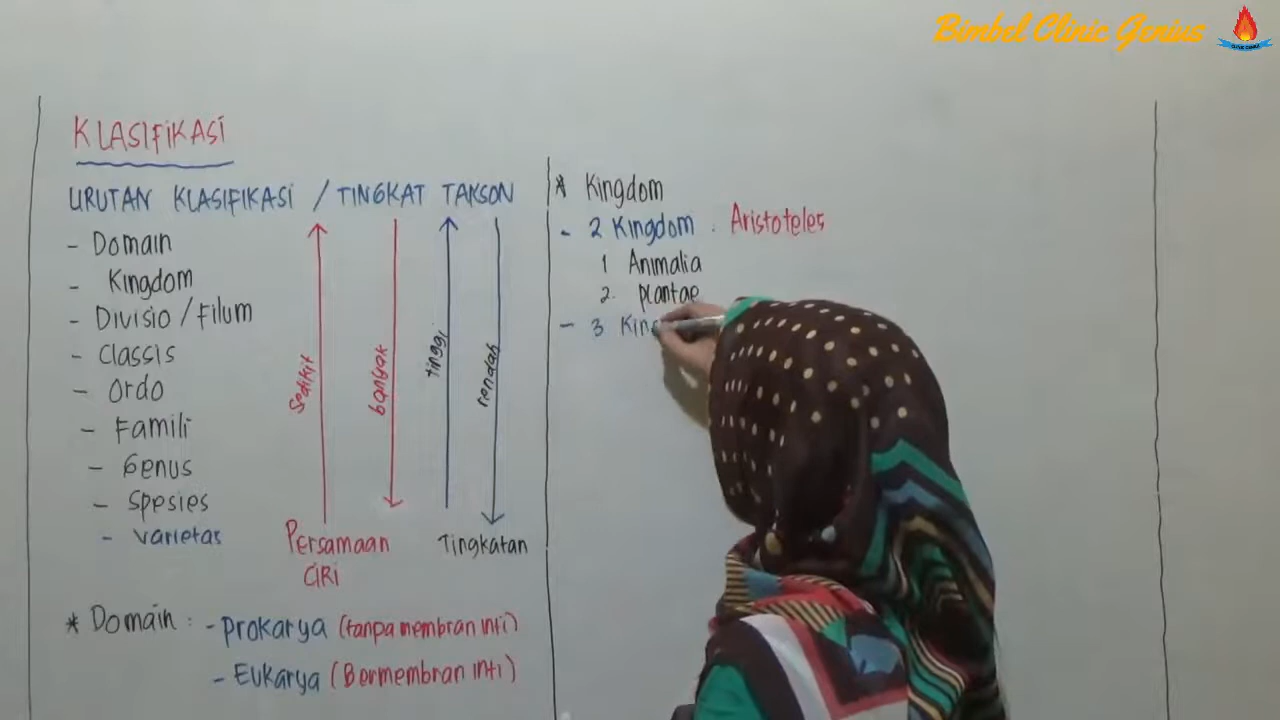 Bimbel Clinic Genius
KLASIFIKASI
URUTAN KLASIFIKASI / TINGKAT TAKSON
- Domain
- Kingdom
- Divisio / Filum
- Classis
- Ordo
- Famili
- Genus
- Spesies
- Varietas
Sedikit
banyak
tinggi
rendah
Persamaan
CIRI
Tingkatan
* Domain : - Prokarya (tanpa membran inti)
- Eukarya (Bermembran inti)
* Kingdom
- 2 Kingdom : Aristoteles
1 Animalia
2. Plantae
- 3 King